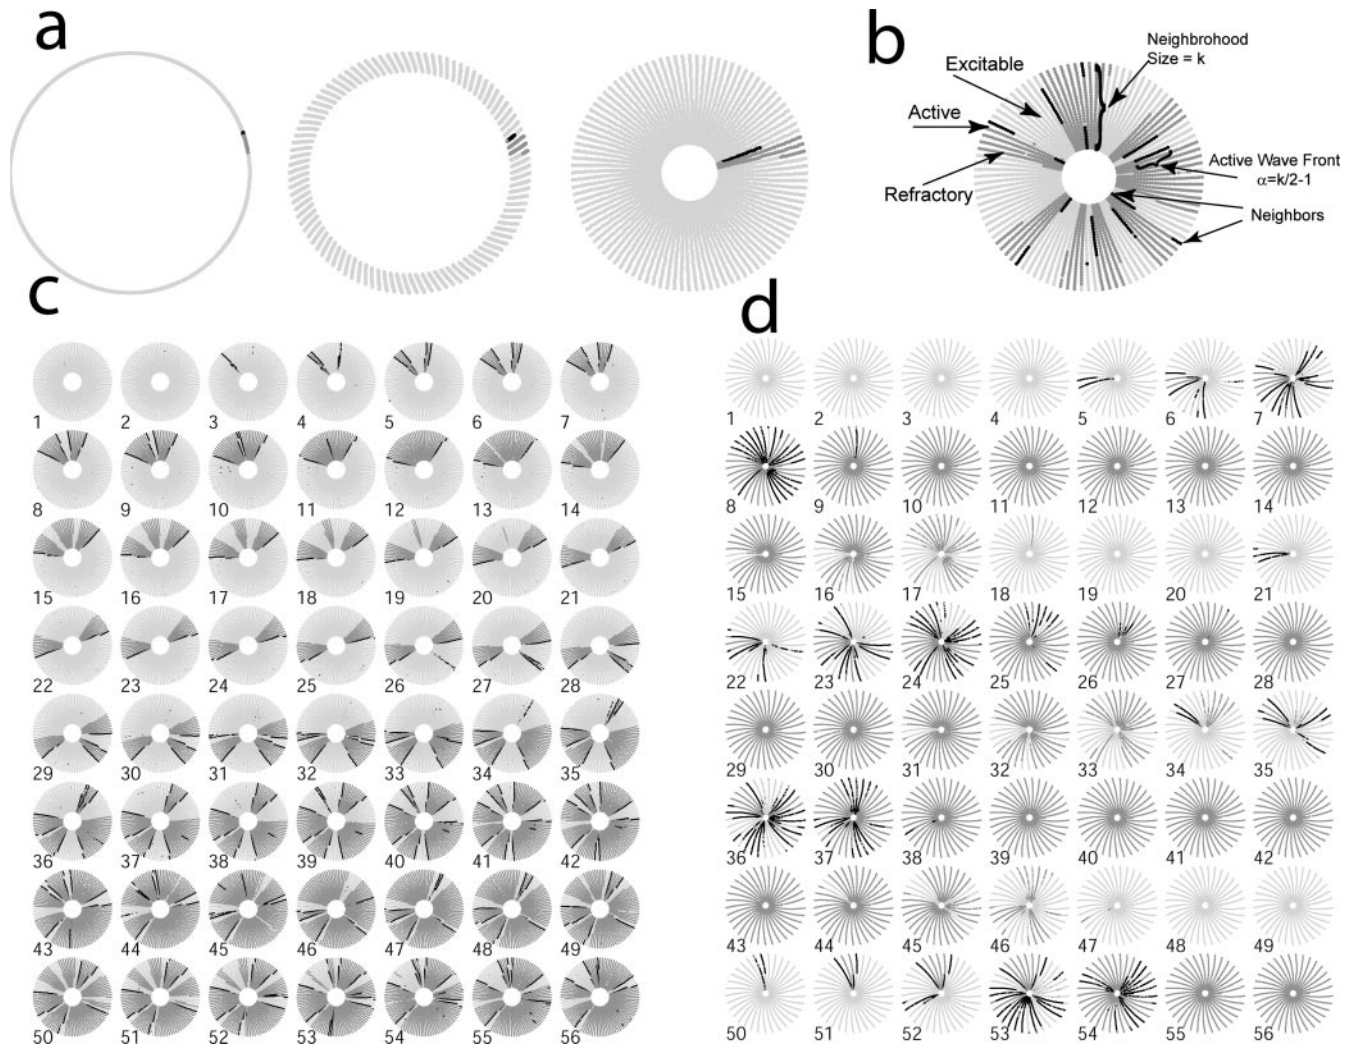 a
b
Neighbrohood
Size = k
Excitable
Active
Active Wave Front
α=k/2-1
Refractory
Neighbors
c
d
1 2 3 4 5 6 7
8 9 10 11 12 13 14
15 16 17 18 19 20 21
22 23 24 25 26 27 28
29 30 31 32 33 34 35
36 37 38 39 40 41 42
43 44 45 46 47 48 49
50 51 52 53 54 55 56
1 2 3 4 5 6 7
8 9 10 11 12 13 14
15 16 17 18 19 20 21
22 23 24 25 26 27 28
29 30 31 32 33 34 35
36 37 38 39 40 41 42
43 44 45 46 47 48 49
50 51 52 53 54 55 56